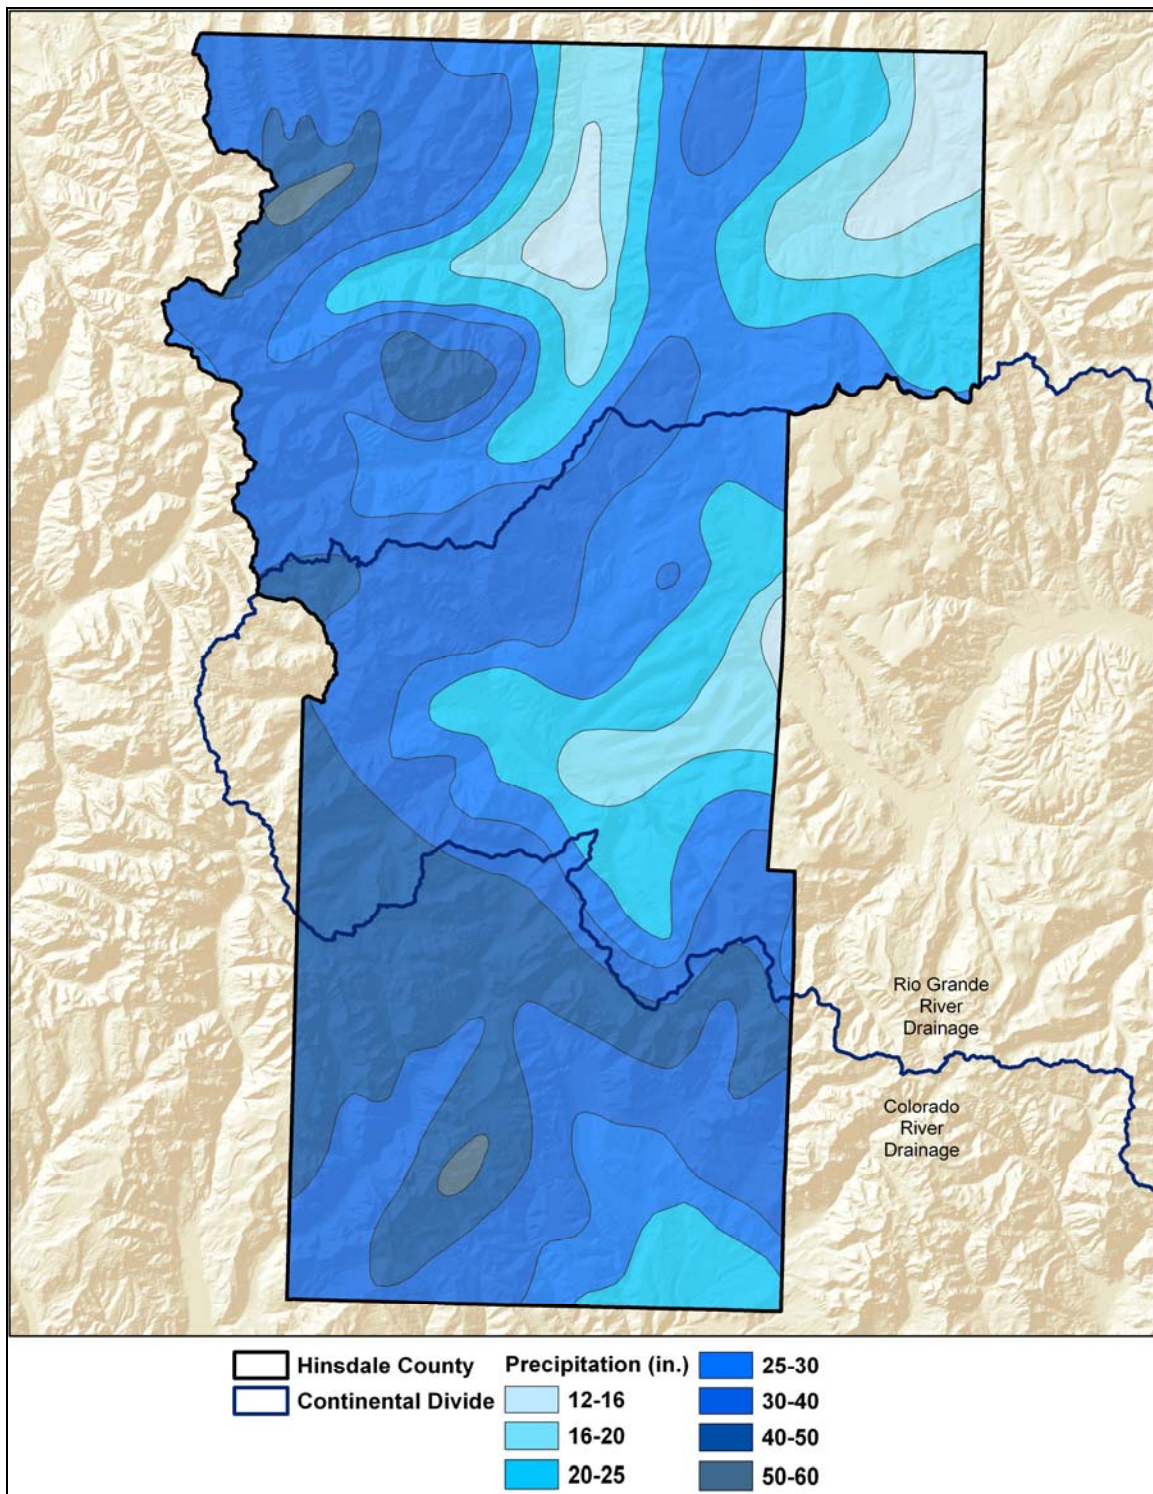 Rio Grande
River
Drainage
Colorado
River
Drainage
Hinsdale County
Continental Divide
Precipitation (in.)
12-16
16-20
20-25
25-30
30-40
40-50
50-60